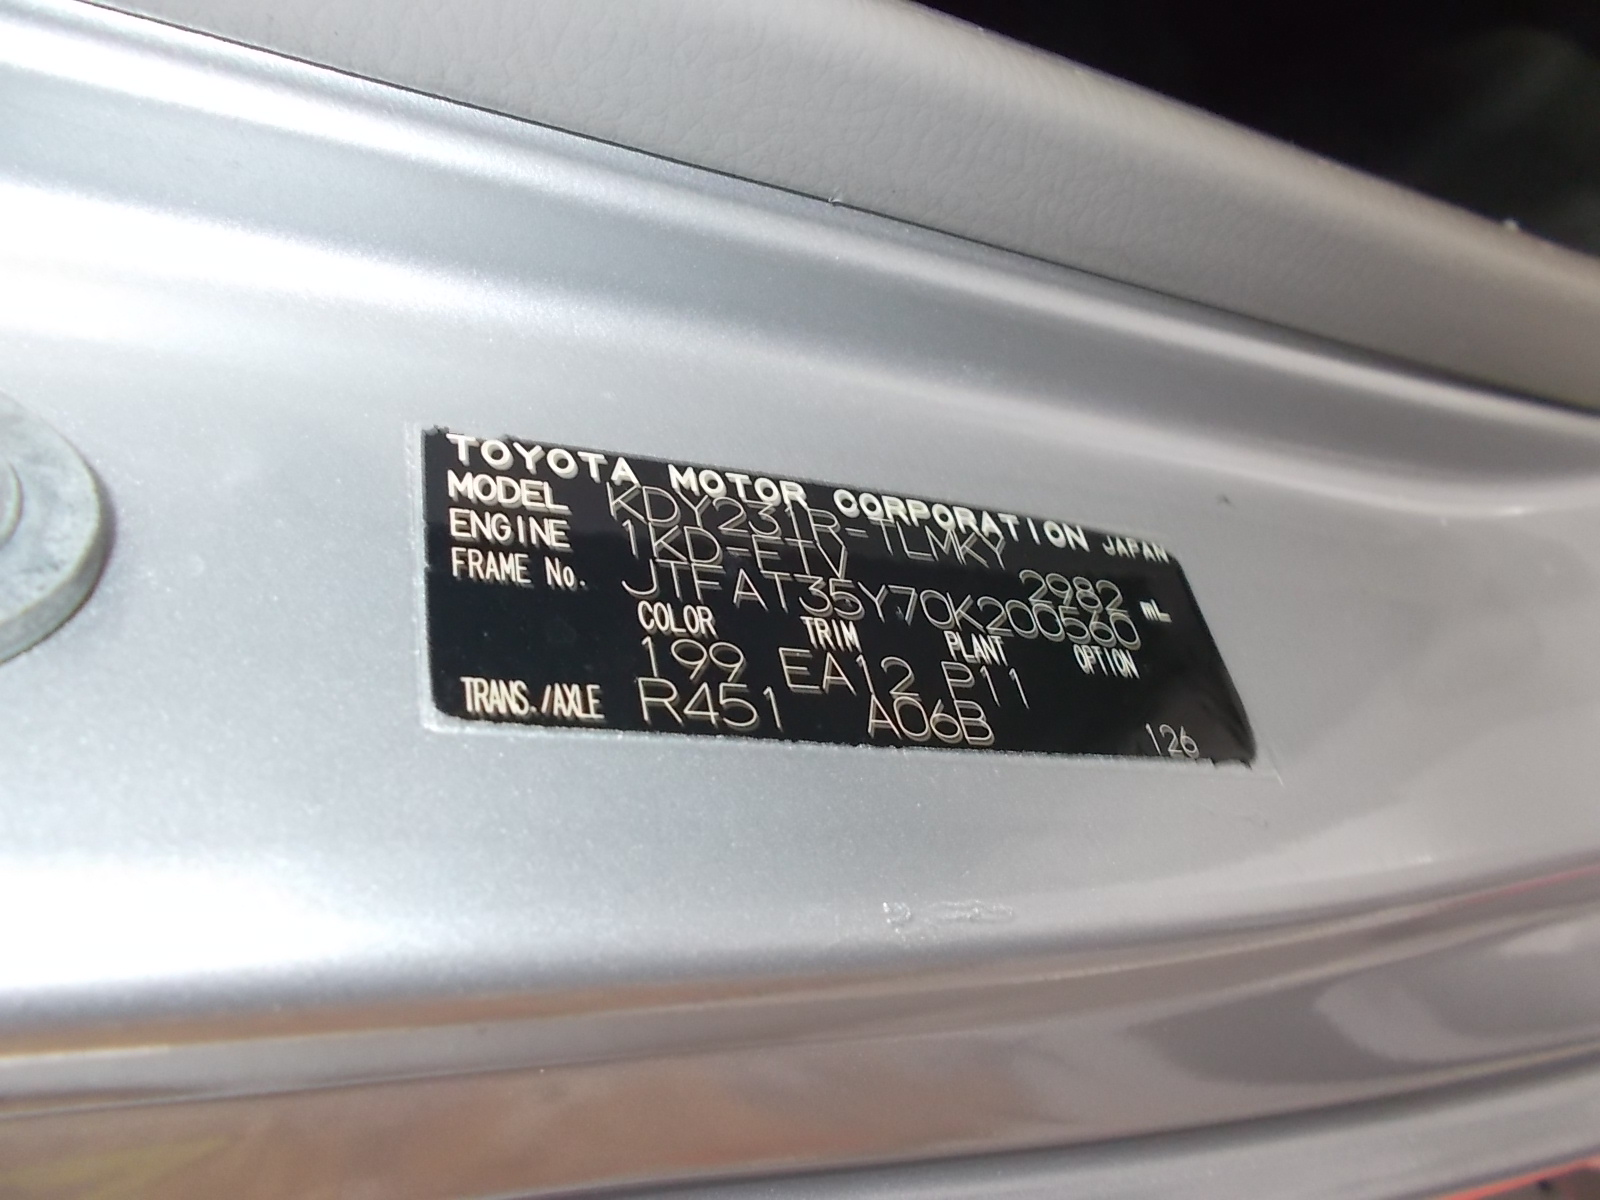 TOYOTA MOTOR CORPORATION JAPAN
MODEL KDY231R-TLMKY
ENGINE 1KD-FTV 2982 mL
FRAME No. JTFAT35Y70K200560
COLOR TRIM PLANT OPTION
199 EA12 P11
TRANS./AXLE R451 A06B 126